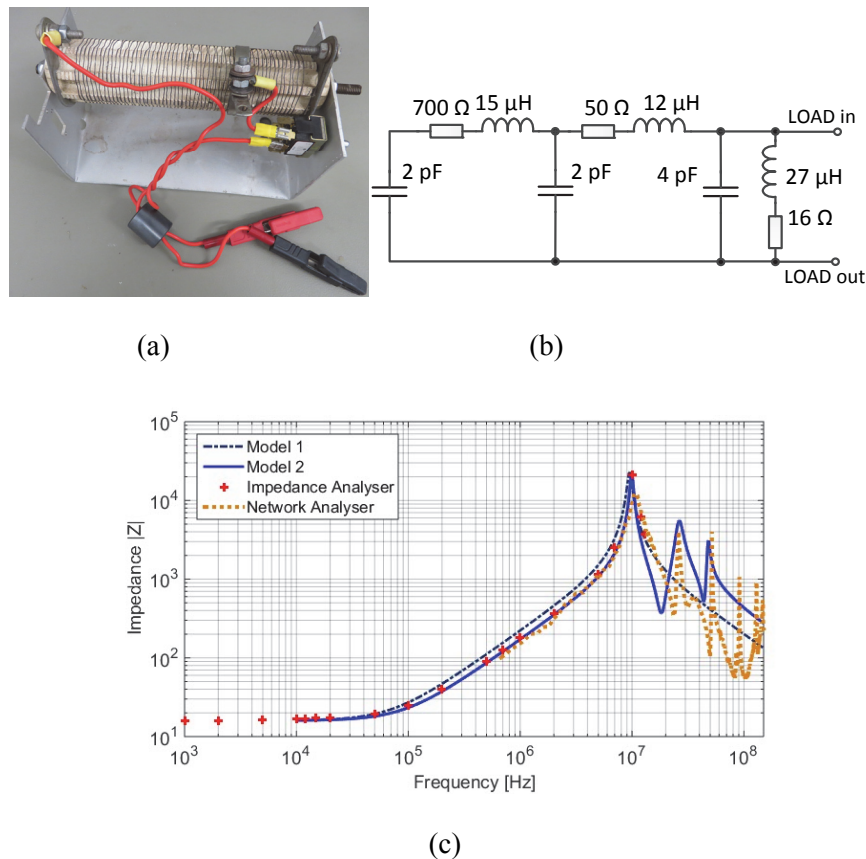 700 Ω
15 µH
50 Ω
12 µH
LOAD in
2 pF
2 pF
4 pF
27 µH
16 Ω
LOAD out
(a)
(b)
10^5
10^4
10^3
10^2
10^1
Impedance |Z|
Model 1
Model 2
Impedance Analyser
Network Analyser
10^3
10^4
10^5
10^6
10^7
10^8
Frequency [Hz]
(c)